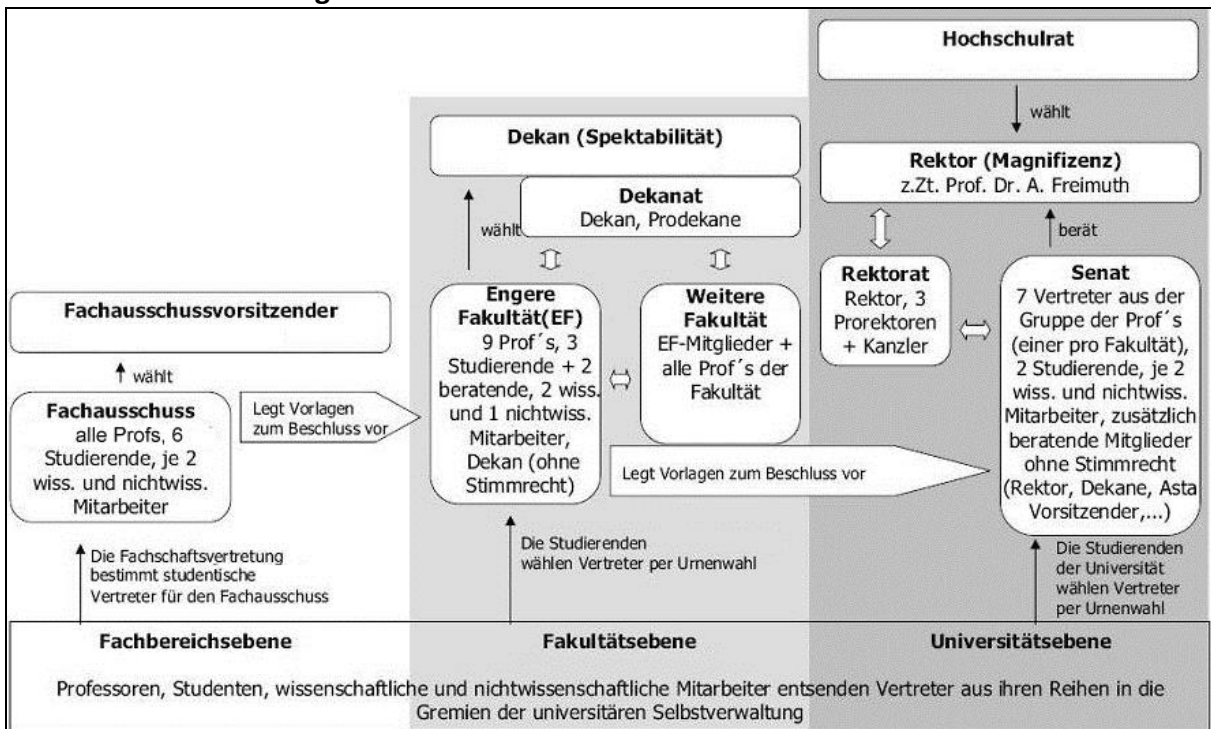 Hochschulrat
wählt
Rektor (Magnifizenz)
z.Zt. Prof. Dr. A. Freimuth
berät
Rektorat
Rektor, 3
Prorektoren
+ Kanzler
Senat
7 Vertreter aus der
Gruppe der Prof´s
(einer pro Fakultät),
2 Studierende, je 2
wiss. und nichtwiss.
Mitarbeiter, zusätzlich
beratende Mitglieder
ohne Stimmrecht
(Rektor, Dekane, Asta
Vorsitzender,...)
Dekan (Spektabilität)
Dekanat
Dekan, Prodekane
wählt
Engere
Fakultät(EF)
9 Prof´s, 3
Studierende + 2
beratende, 2 wiss.
und 1 nichtwiss.
Mitarbeiter,
Dekan (ohne
Stimmrecht)
Weitere
Fakultät
EF-Mitglieder +
alle Prof´s der
Fakultät
Legt Vorlagen zum Beschluss vor
Fachausschussvorsitzender
wählt
Fachausschuss
alle Profs, 6
Studierende, je 2
wiss. und nichtwiss.
Mitarbeiter
Legt Vorlagen
zum Beschluss vor
Die Fachschaftsvertretung
bestimmt studentische
Vertreter für den Fachausschuss
Die Studierenden
wählen Vertreter per Urnenwahl
Die Studierenden
der Universität
wählen Vertreter
per Urnenwahl
Fachbereichsebene
Fakultätsebene
Universitätsebene
Professoren, Studenten, wissenschaftliche und nichtwissenschaftliche Mitarbeiter entsenden Vertreter aus ihren Reihen in die
Gremien der universitären Selbstverwaltung